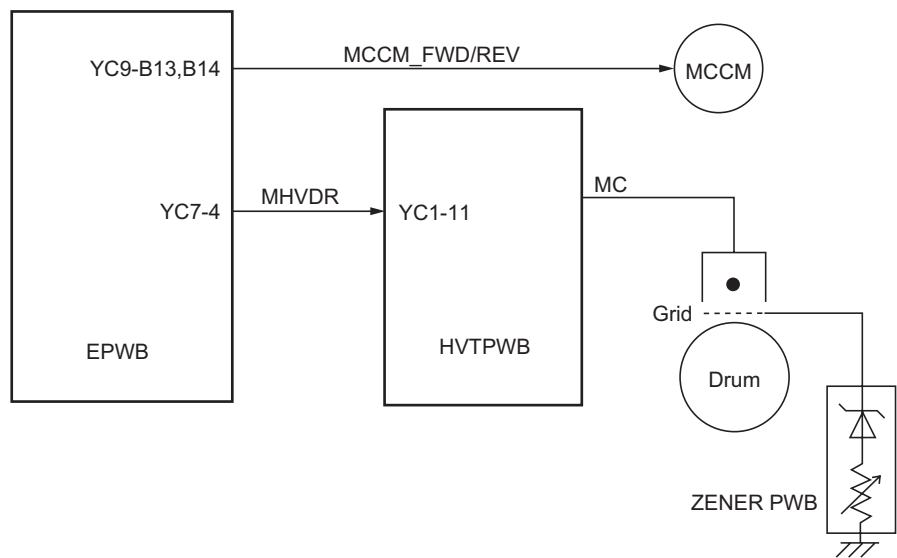 YC9-B13,B14
MCCM_FWD/REV
MCCM
YC7-4
MHVDR
YC1-11
MC
Grid
EPWB
HVTPWB
Drum
ZENER PWB